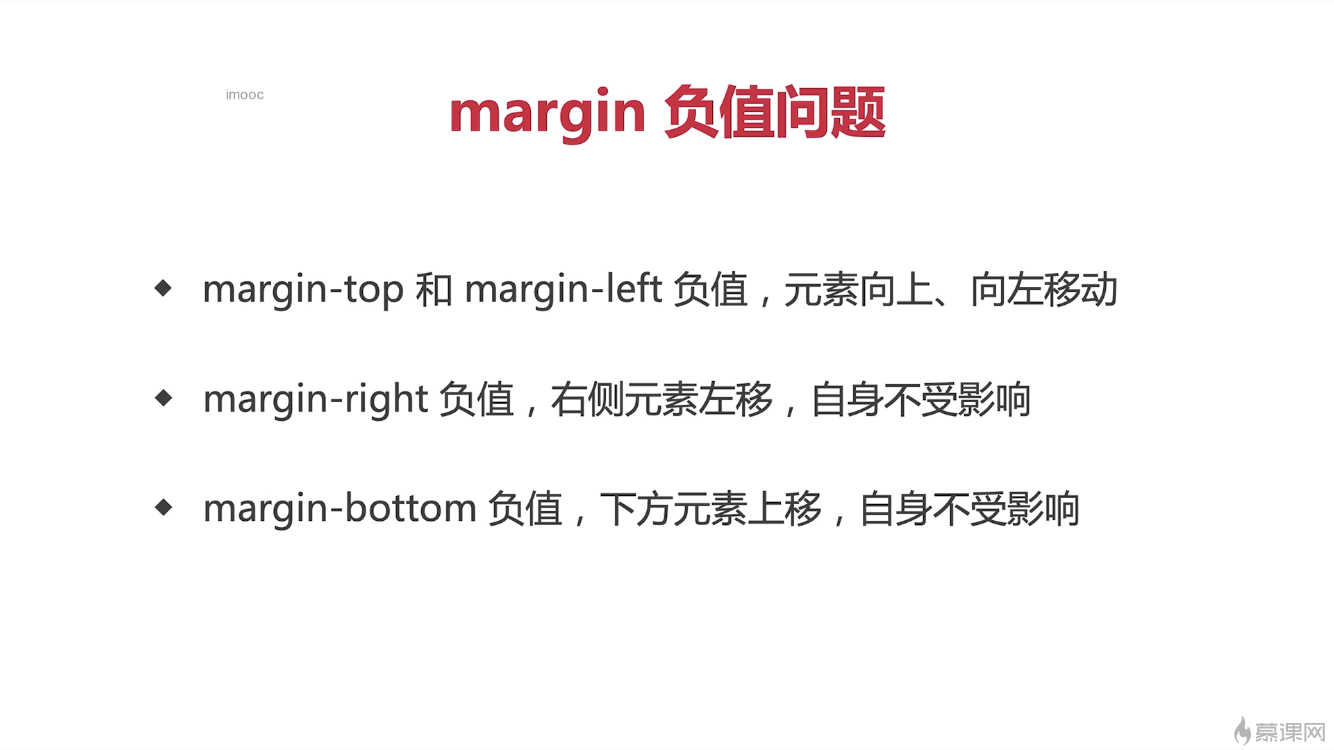 imooc
margin 负值问题
◆ margin-top 和 margin-left 负值，元素向上、向左移动
◆ margin-right 负值，右侧元素左移，自身不受影响
◆ margin-bottom 负值，下方元素上移，自身不受影响
慕课网